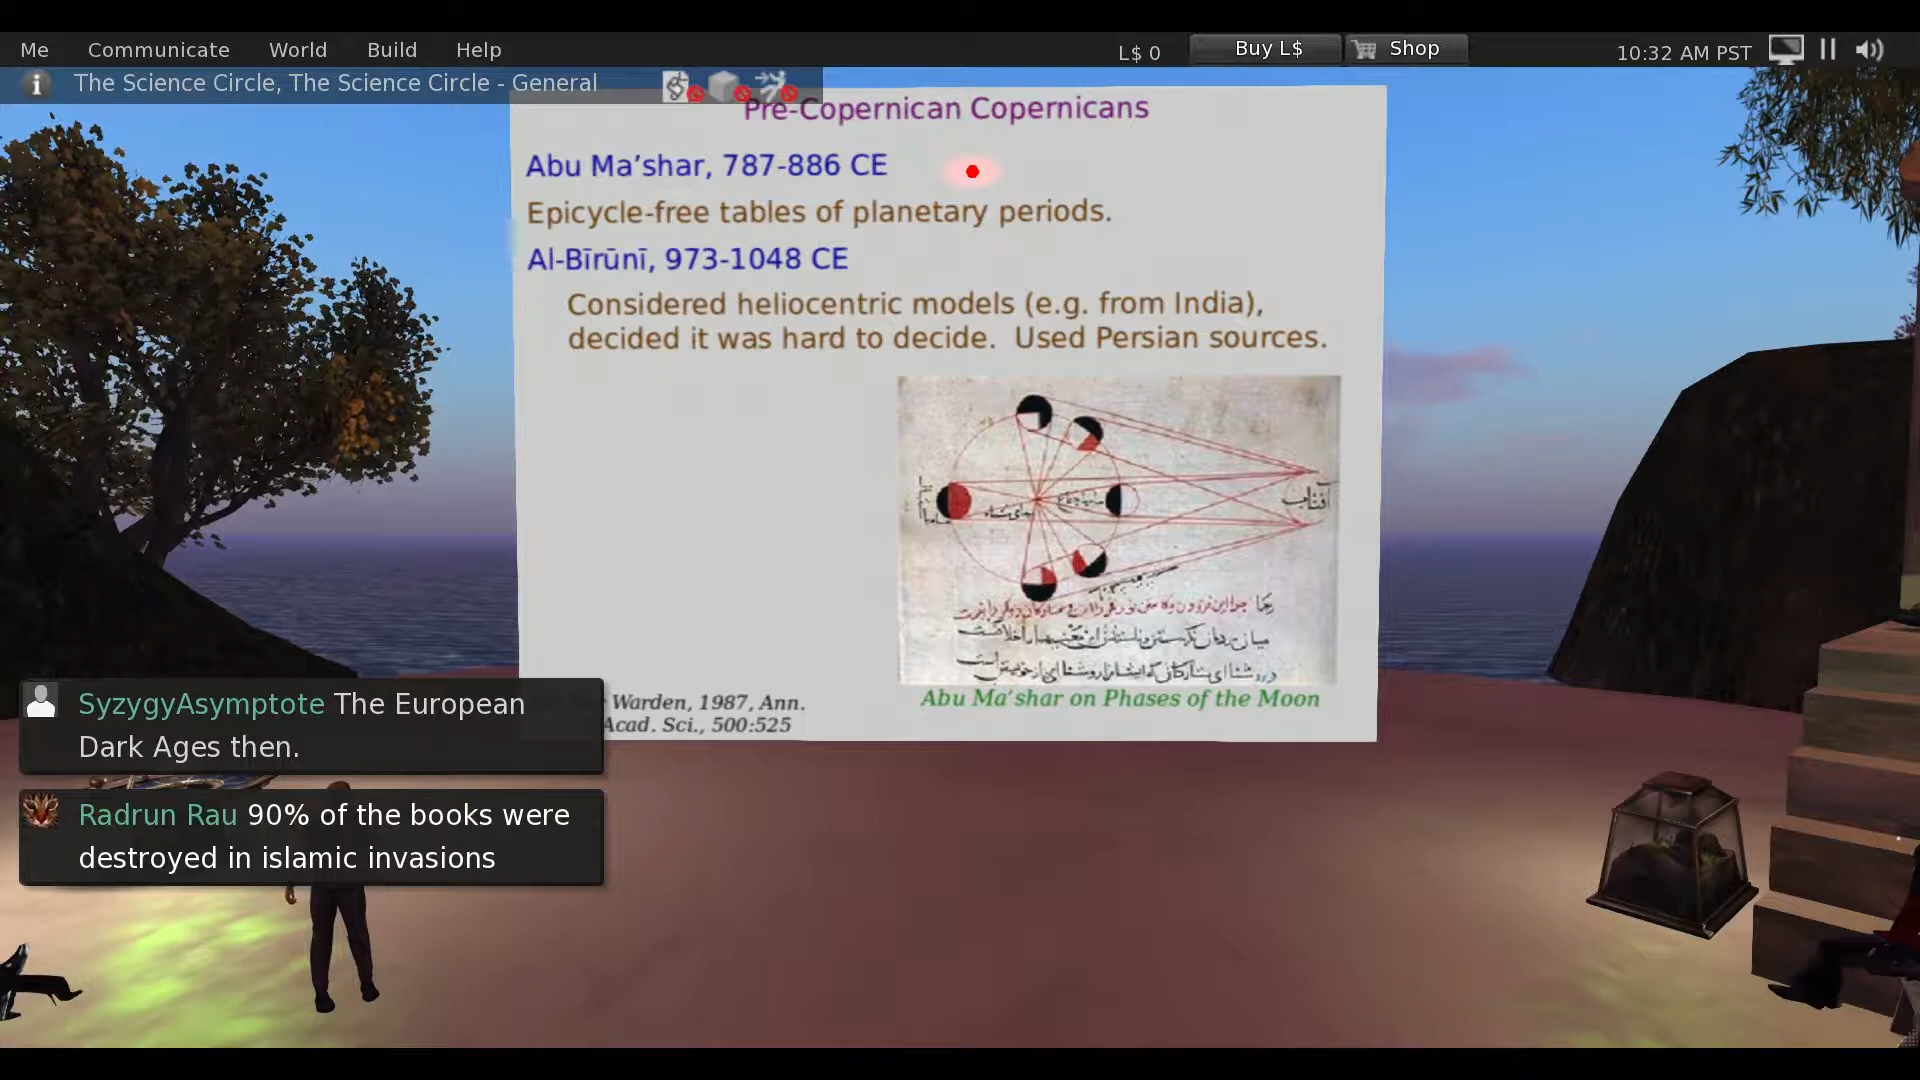 Me Communicate World Build Help L$ 0 Buy L$ Shop 10:32 AM PST
The Science Circle, The Science Circle - General
Pre-Copernican Copernicans
Abu Ma’shar, 787-886 CE
Epicycle-free tables of planetary periods.
Al-Bīrūnī, 973-1048 CE
Considered heliocentric models (e.g. from India),
decided it was hard to decide. Used Persian sources.
آفتاب
Warden, 1987, Ann.
Acad. Sci., 500:525
Abu Ma’shar on Phases of the Moon
SyzygyAsymptote The European
Dark Ages then.
Radrun Rau 90% of the books were
destroyed in islamic invasions